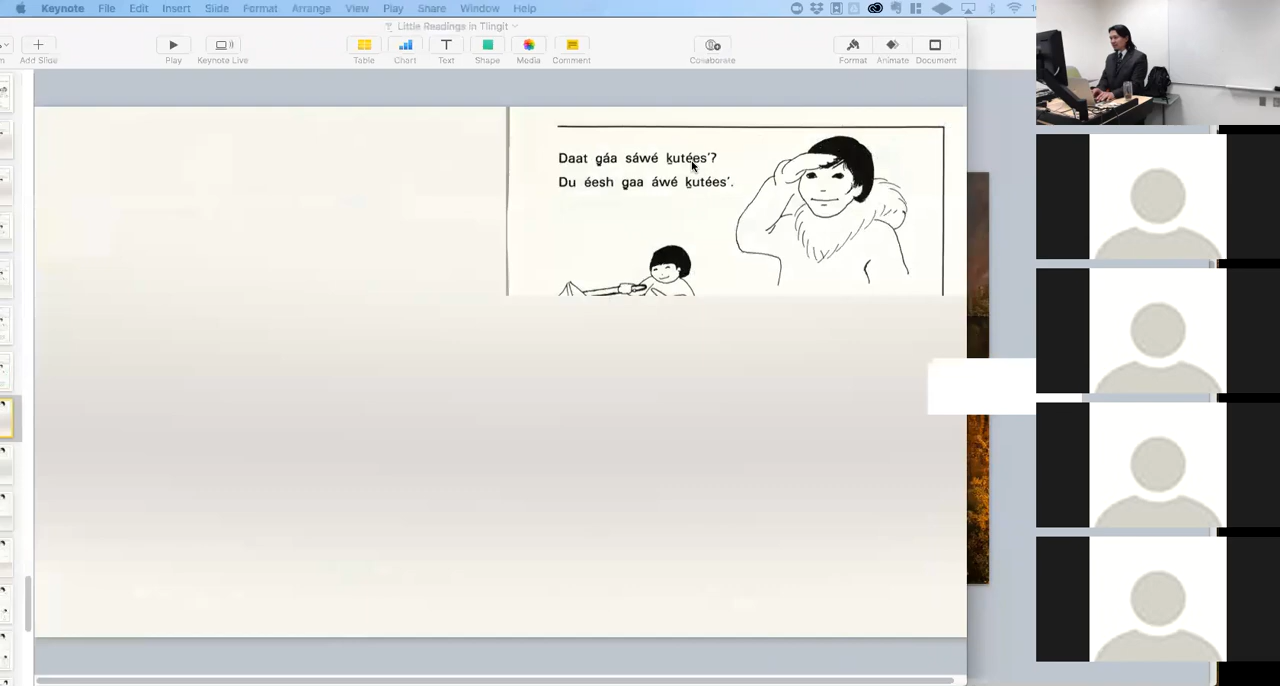 Keynote File Edit Insert Slide Format Arrange View Play Share Window Help
Little Readings in Tlingit
Add Slide Play Keynote Live Table Chart Text Shape Media Comment Collaborate Format Animate Document
Daat g̱áa sáwé ḵutées'?
Du éesh g̱aa áwé ḵutées'.